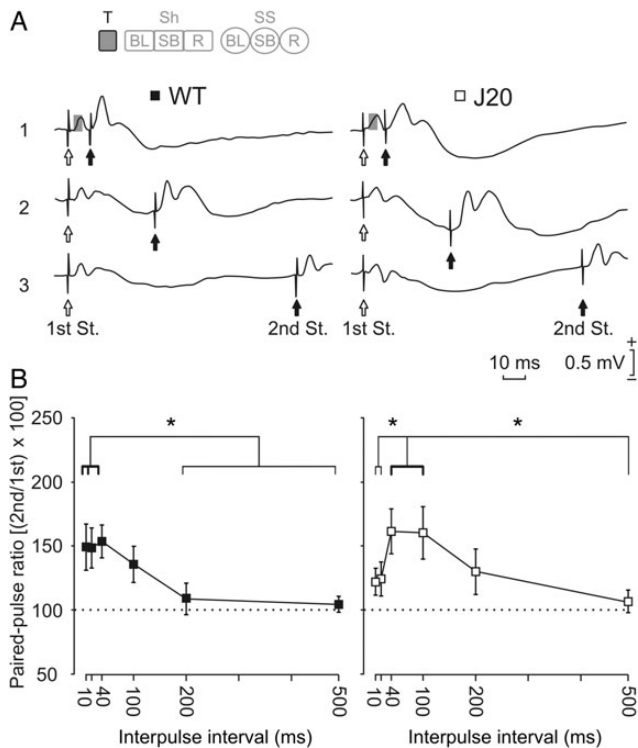 A
T Sh SS
BL SB R BL SB R
WT J20
1
2
3
1st St. 2nd St. 1st St. 2nd St.
10 ms 0.5 mV + –
B
Paired-pulse ratio [(2nd/1st) x 100]
250
200
150
100
50
* * *
10 40 100 200 500 10 40 100 200 500
Interpulse interval (ms) Interpulse interval (ms)